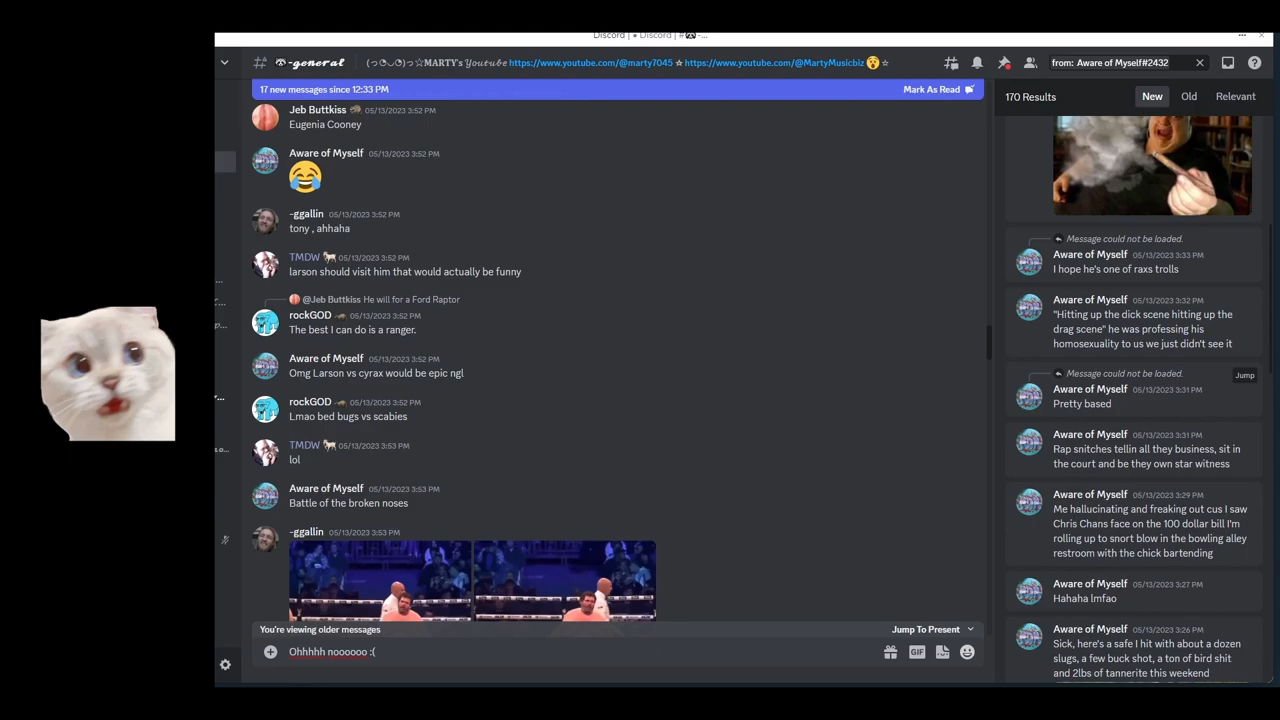 Discord | • Discord | #🦝-...
🦝-𝓰𝓮𝓷𝓮𝓻𝓪𝓵
(っ◔◡◔)っ☆MARTY's 𝓨𝓸𝓾𝓽𝓾𝓫𝓮 https://www.youtube.com/@marty7045 ☆ https://www.youtube.com/@MartyMusicbiz 😯 ☆
from: Aware of Myself#2432
17 new messages since 12:33 PM
Mark As Read
Jeb Buttkiss 05/13/2023 3:52 PM
Eugenia Cooney
Aware of Myself 05/13/2023 3:52 PM
😂
-ggallin 05/13/2023 3:52 PM
tony , ahhaha
TMDW 🐐 05/13/2023 3:52 PM
larson should visit him that would actually be funny
@Jeb Buttkiss He will for a Ford Raptor
rockGOD 05/13/2023 3:52 PM
The best I can do is a ranger.
Aware of Myself 05/13/2023 3:52 PM
Omg Larson vs cyrax would be epic ngl
rockGOD 05/13/2023 3:52 PM
Lmao bed bugs vs scabies
TMDW 🐐 05/13/2023 3:53 PM
lol
Aware of Myself 05/13/2023 3:53 PM
Battle of the broken noses
-ggallin 05/13/2023 3:53 PM
You're viewing older messages
Jump To Present
Ohhhhh noooooo :(
GIF
170 Results
New
Old
Relevant
Message could not be loaded.
Aware of Myself 05/13/2023 3:33 PM
I hope he's one of raxs trolls
Aware of Myself 05/13/2023 3:32 PM
"Hitting up the dick scene hitting up the
drag scene" he was professing his
homosexuality to us we just didn't see it
Message could not be loaded.
Jump
Aware of Myself 05/13/2023 3:31 PM
Pretty based
Aware of Myself 05/13/2023 3:31 PM
Rap snitches tellin all they business, sit in
the court and be they own star witness
Aware of Myself 05/13/2023 3:29 PM
Me hallucinating and freaking out cus I saw
Chris Chans face on the 100 dollar bill I'm
rolling up to snort blow in the bowling alley
restroom with the chick bartending
Aware of Myself 05/13/2023 3:27 PM
Hahaha lmfao
Aware of Myself 05/13/2023 3:26 PM
Sick, here's a safe I hit with about a dozen
slugs, a few buck shot, a ton of bird shit
and 2lbs of tannerite this weekend